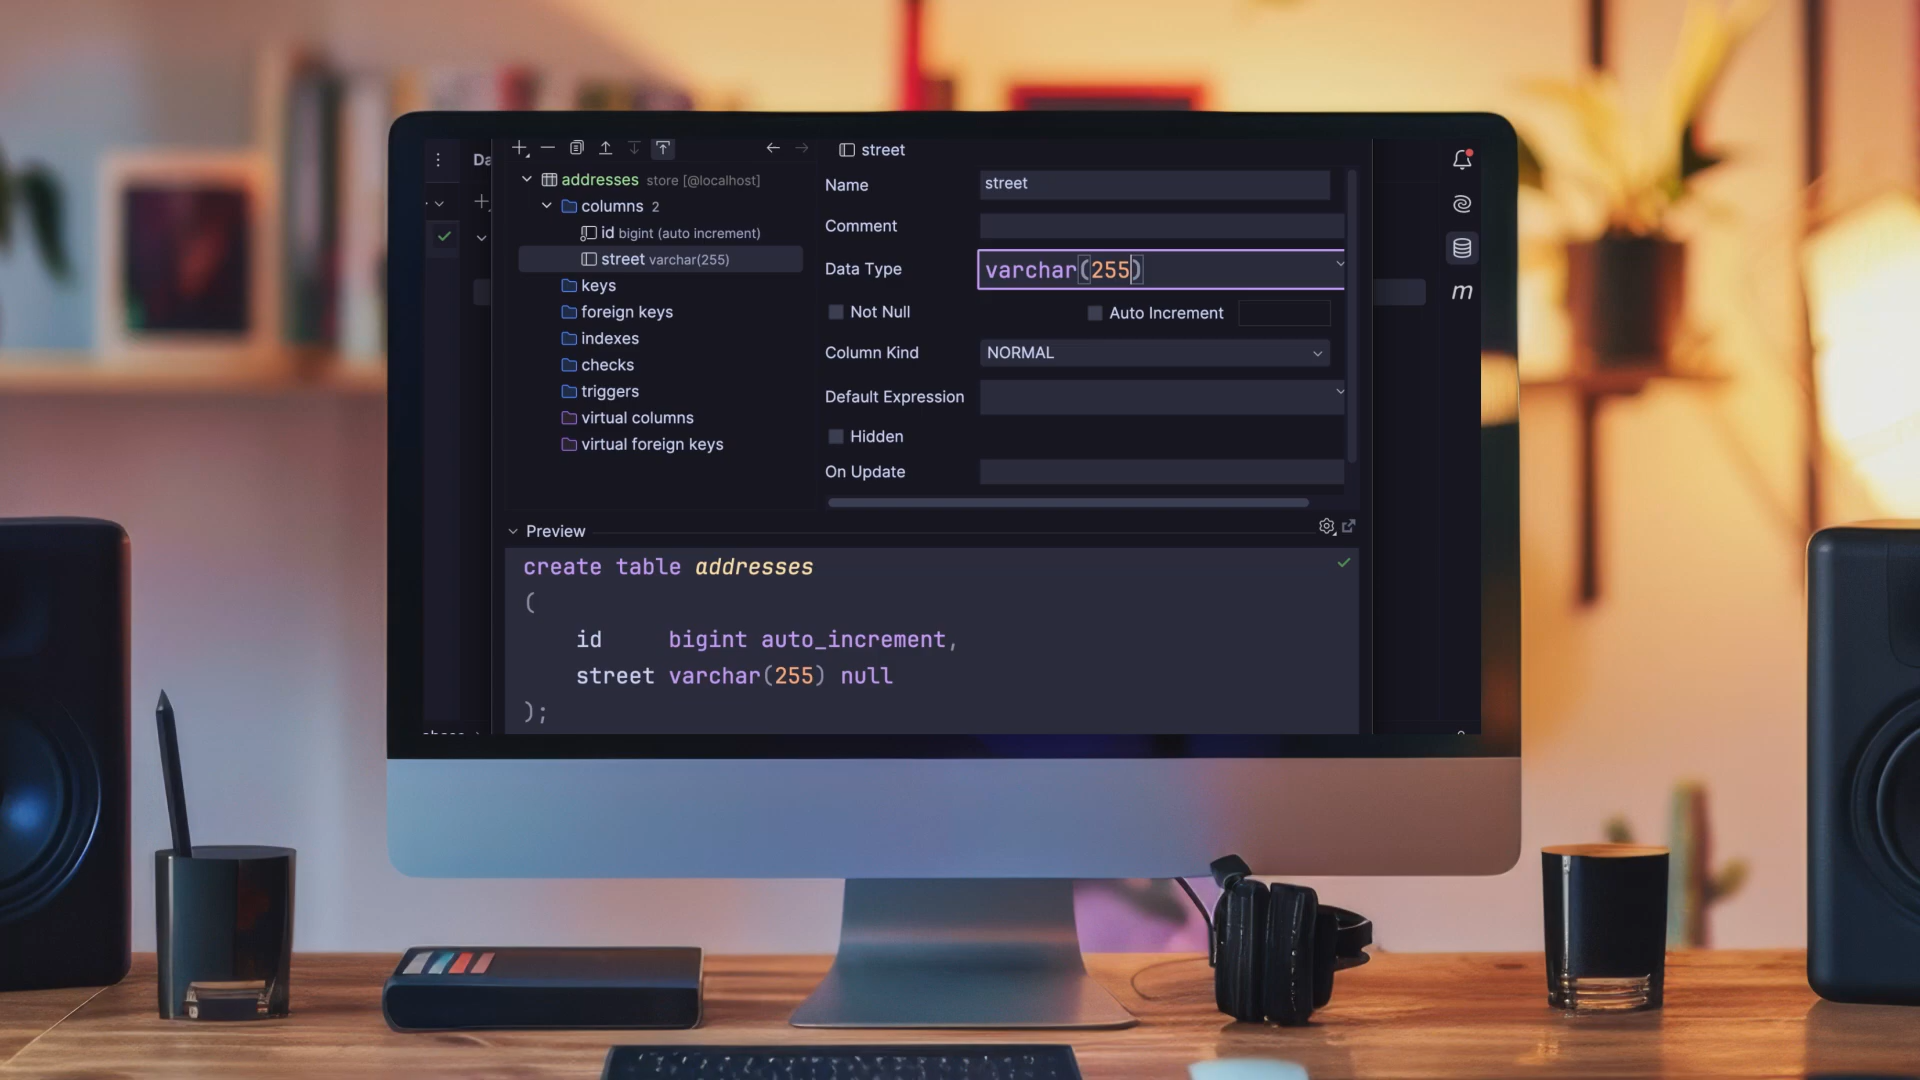 Da
addresses store [@localhost]
columns 2
id bigint (auto increment)
street varchar(255)
keys
foreign keys
indexes
checks
triggers
virtual columns
virtual foreign keys
street
Name street
Comment
Data Type varchar(255)
Not Null Auto Increment
Column Kind NORMAL
Default Expression
Hidden
On Update
m
Preview
create table addresses
(
id bigint auto_increment,
street varchar(255) null
);